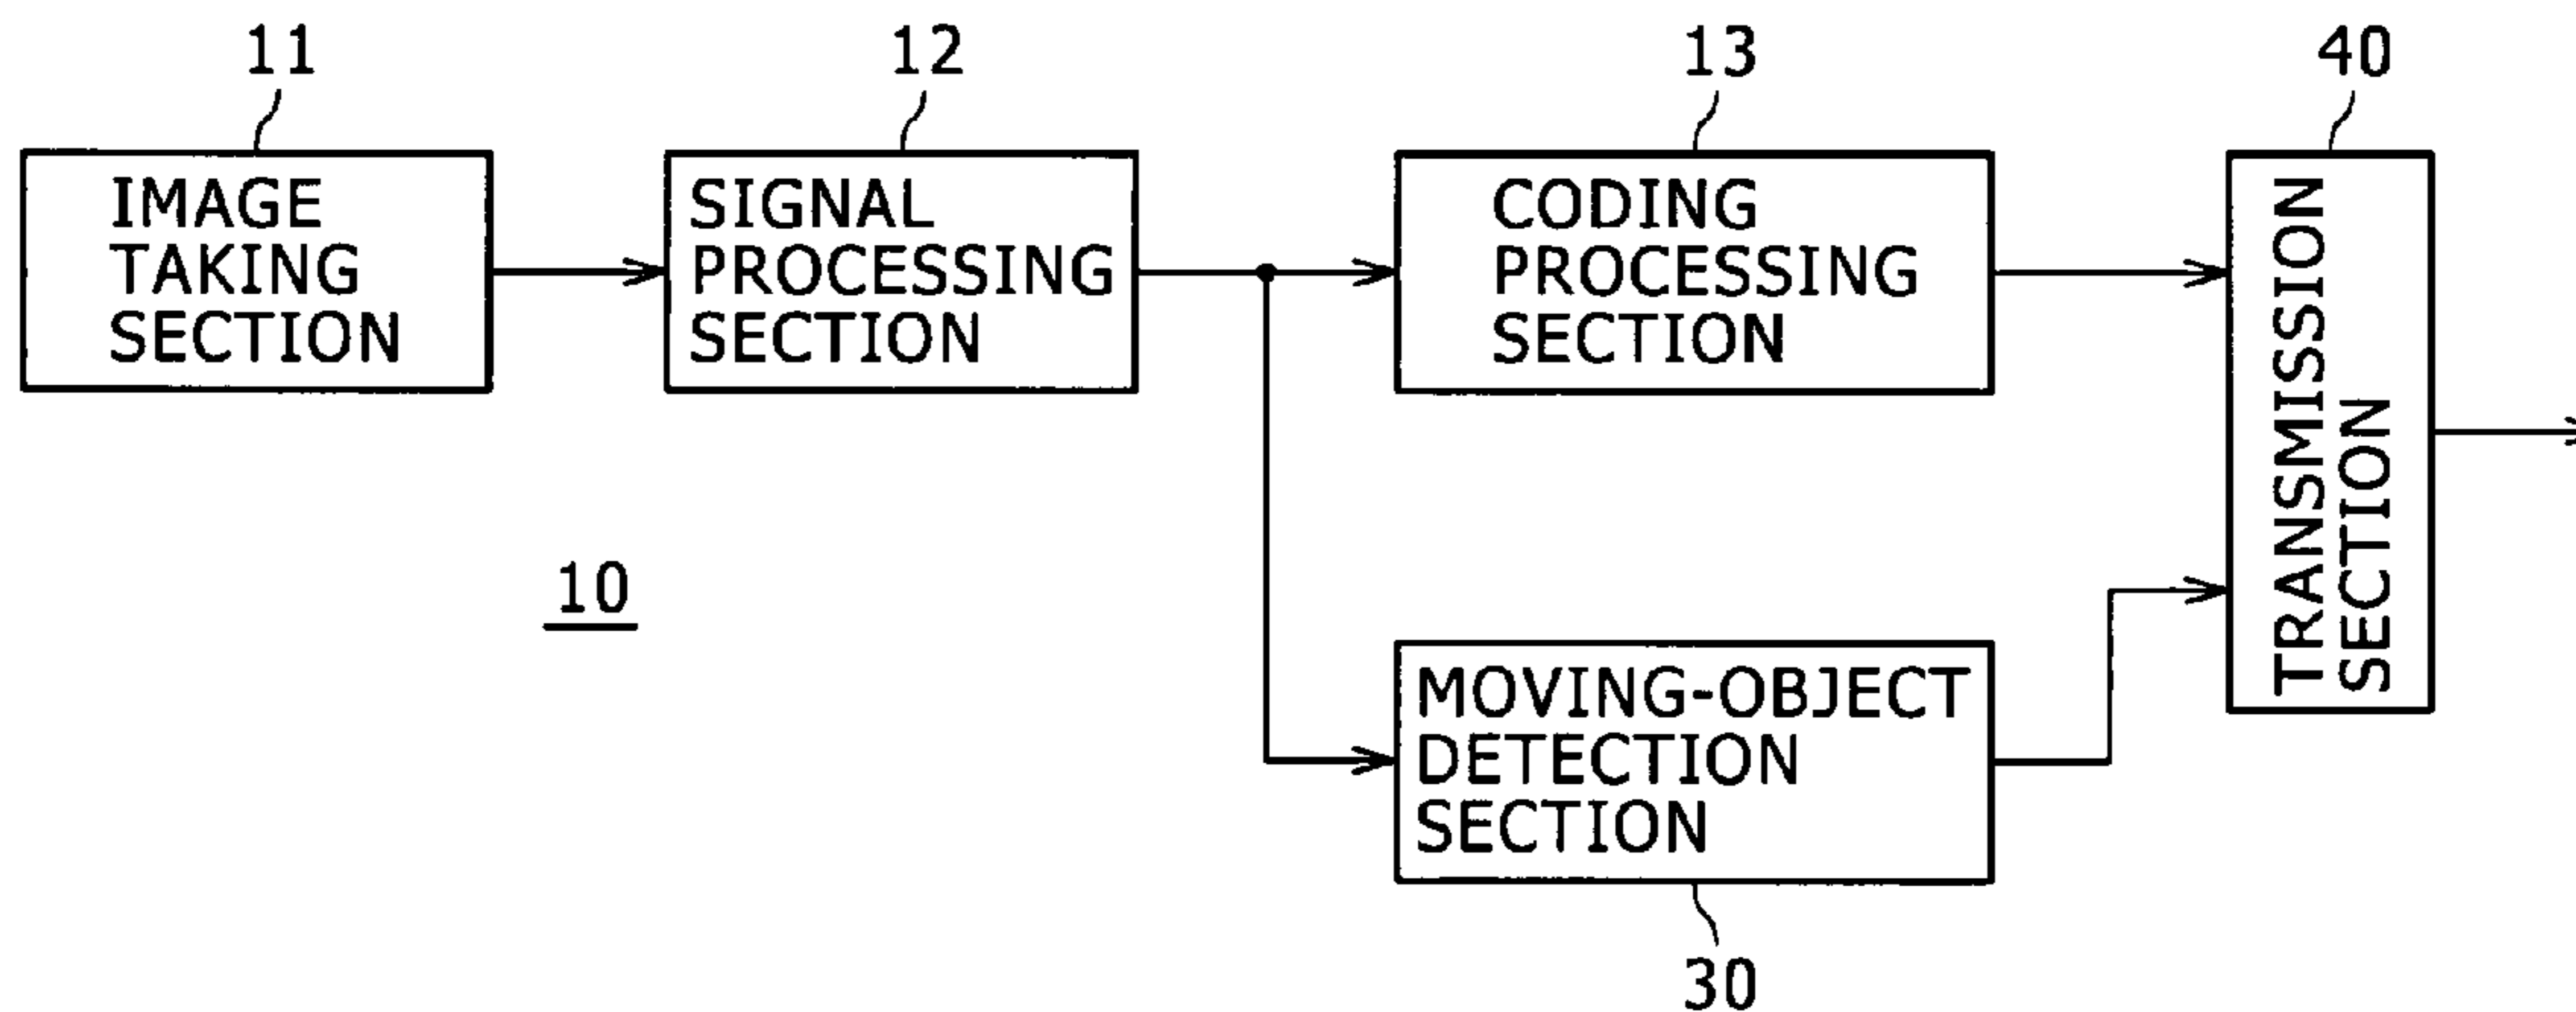 11
IMAGE
TAKING
SECTION
12
SIGNAL
PROCESSING
SECTION
13
CODING
PROCESSING
SECTION
40
TRANSMISSION
SECTION
10
MOVING-OBJECT
DETECTION
SECTION
30